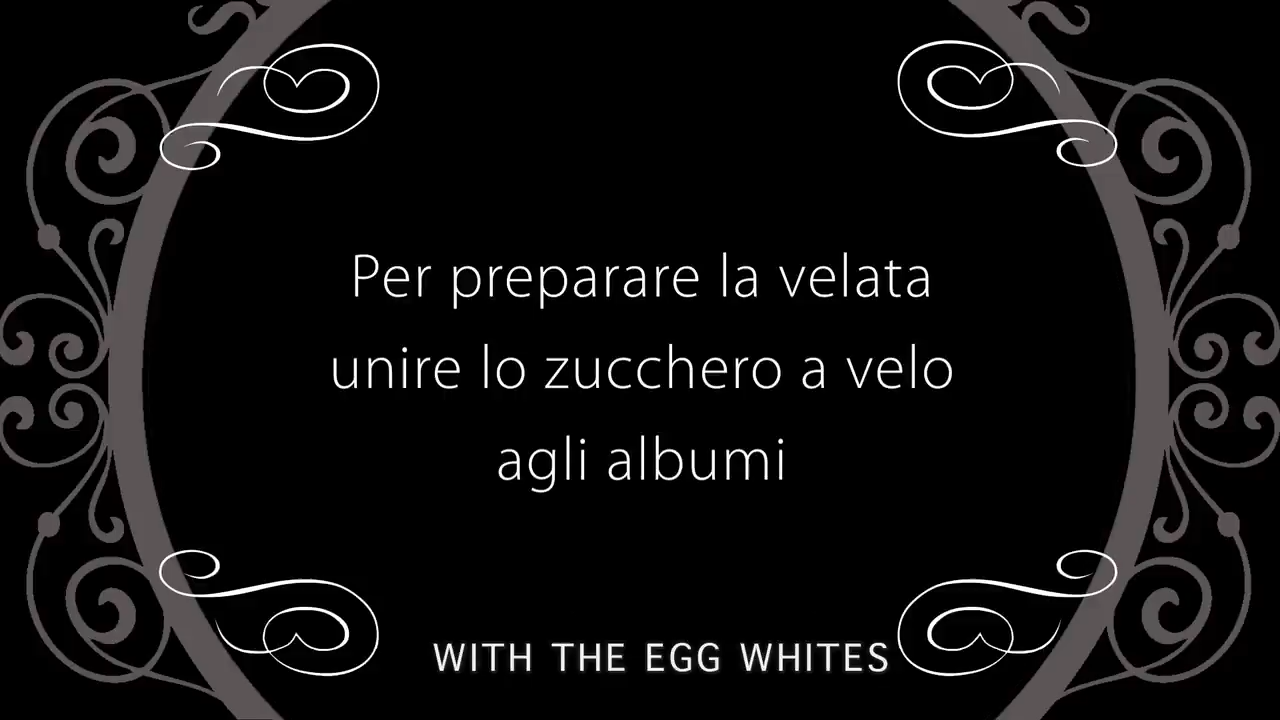 Per preparare la velata
unire lo zucchero a velo
agli albumi
WITH THE EGG WHITES